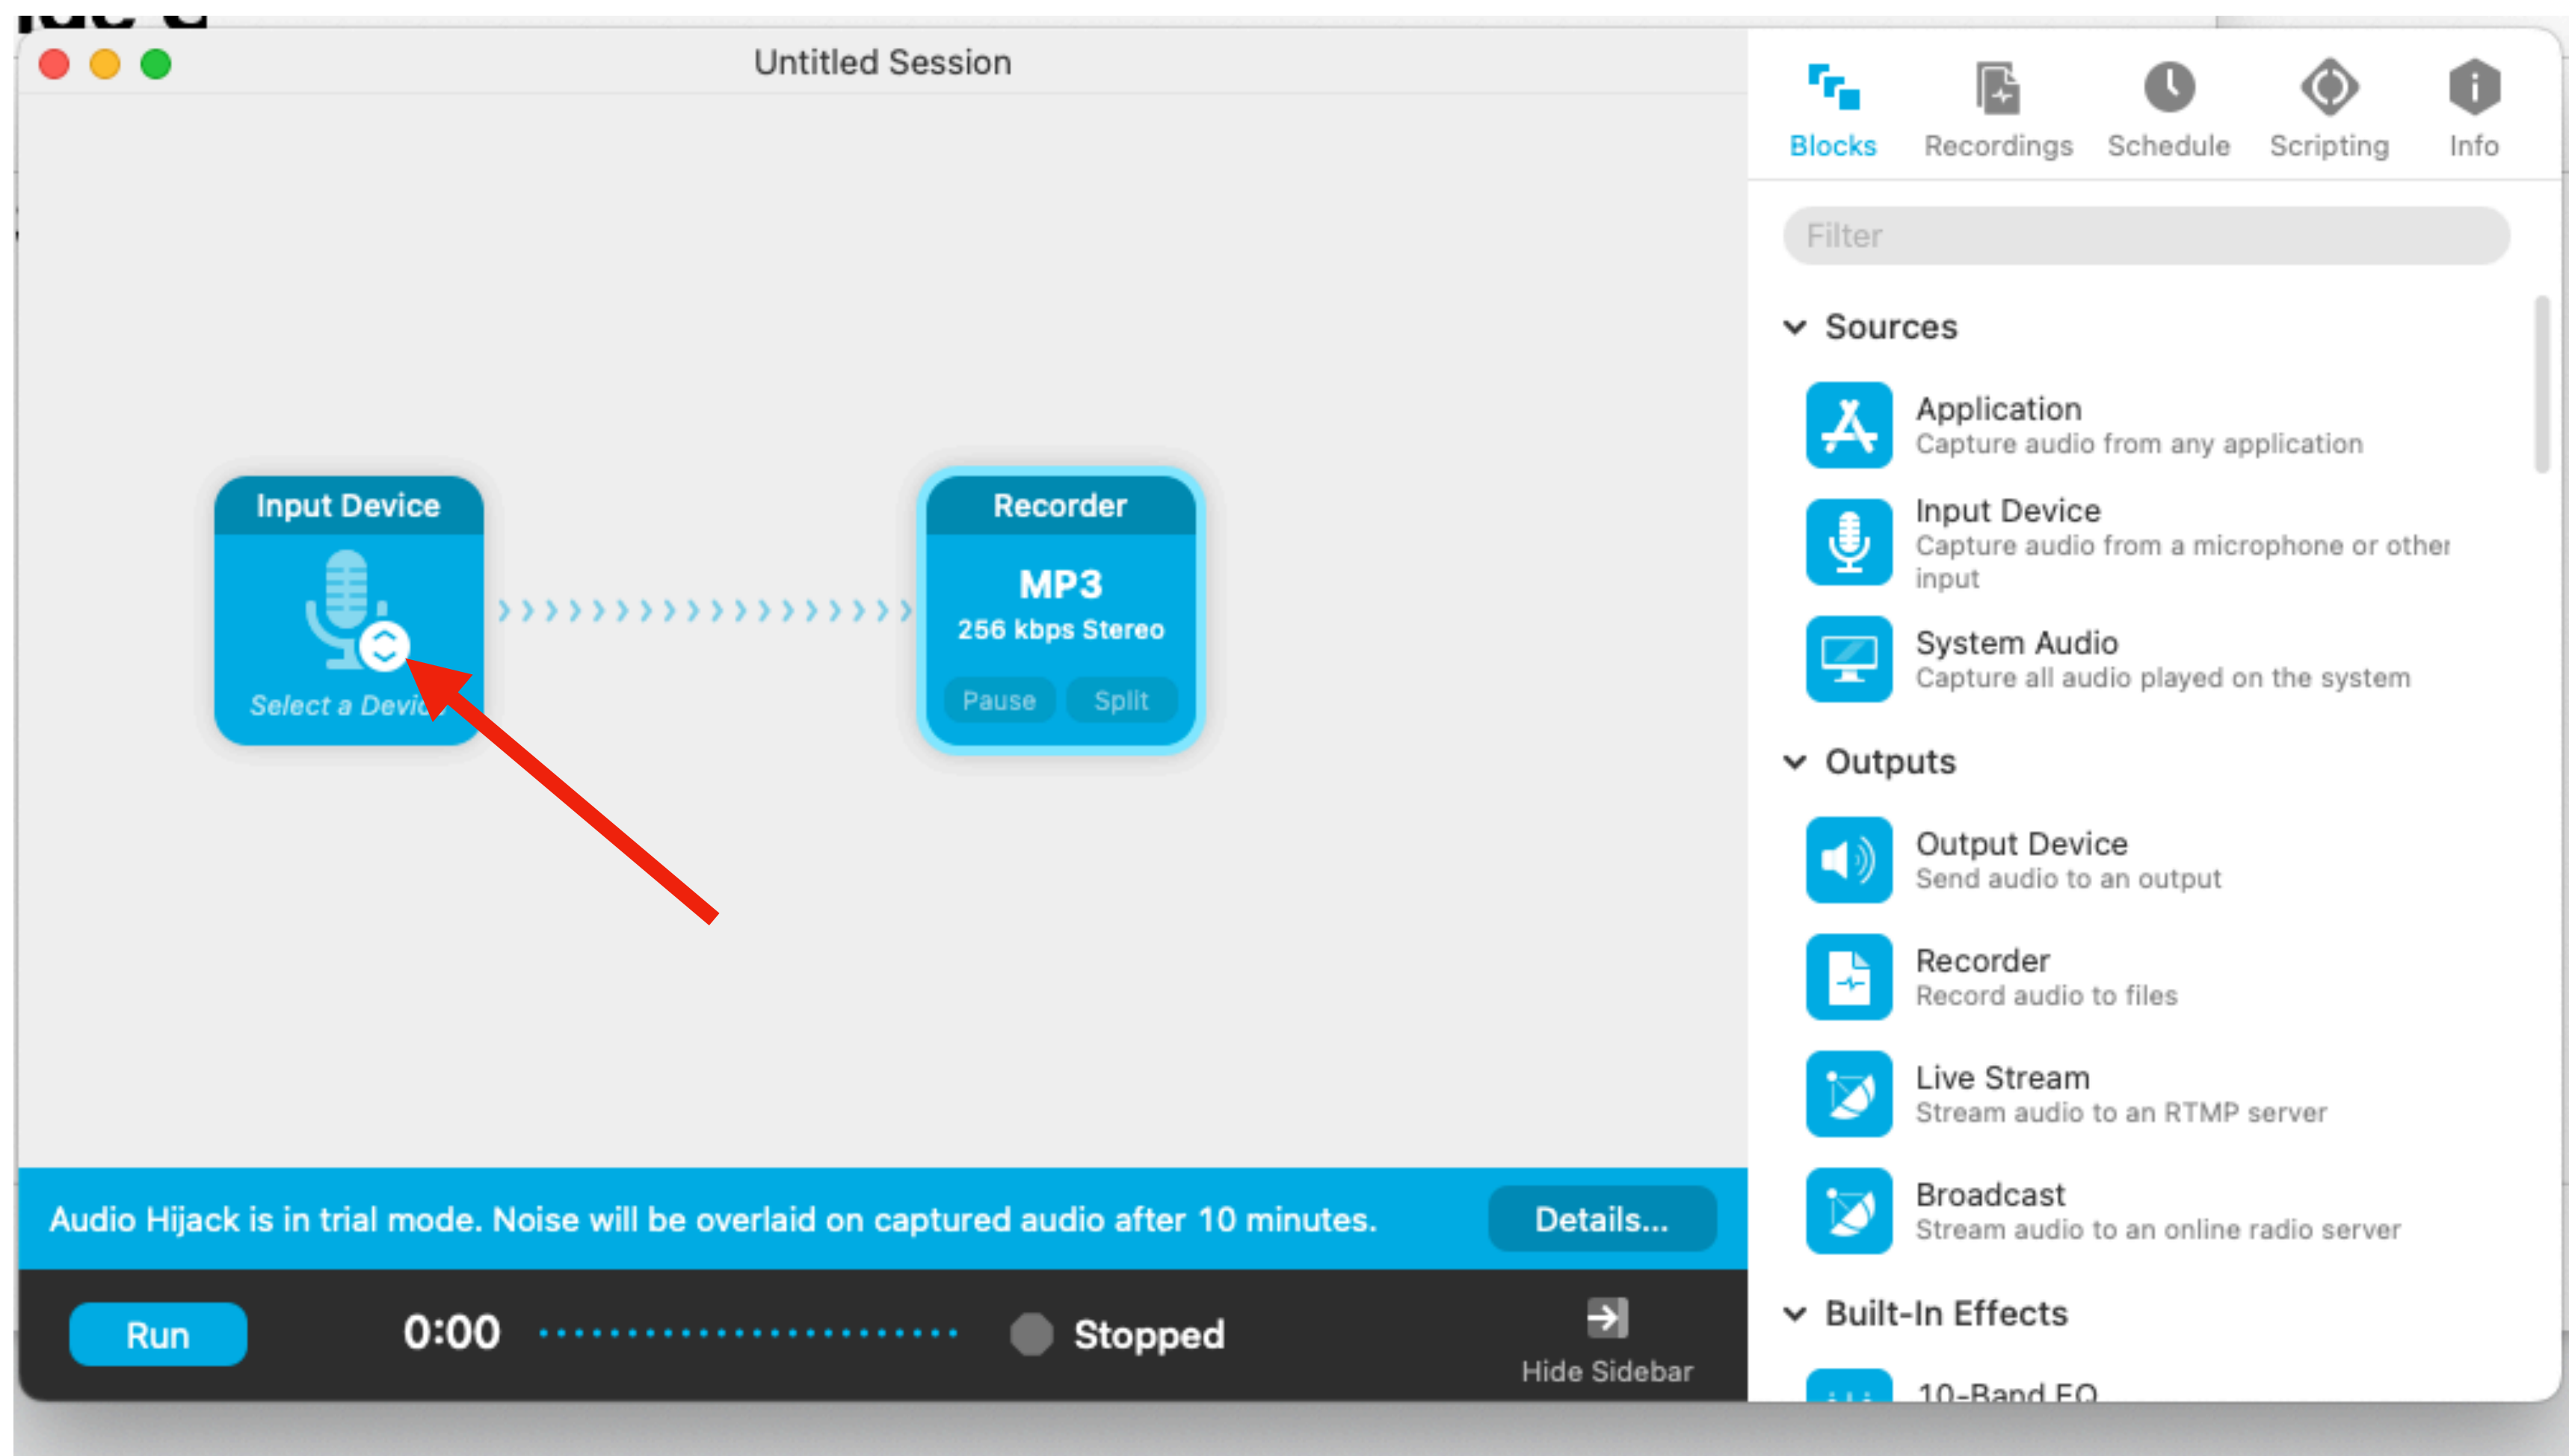 Untitled Session
Blocks
Recordings
Schedule
Scripting
Info
Filter
Sources
Application
Capture audio from any application
Input Device
Capture audio from a microphone or other
input
System Audio
Capture all audio played on the system
Outputs
Output Device
Send audio to an output
Recorder
Record audio to files
Live Stream
Stream audio to an RTMP server
Broadcast
Stream audio to an online radio server
Built-In Effects
10-Band EQ
Input Device
Select a Devic
Recorder
MP3
256 kbps Stereo
Pause
Split
Audio Hijack is in trial mode. Noise will be overlaid on captured audio after 10 minutes.
Details...
Run
0:00
Stopped
Hide Sidebar